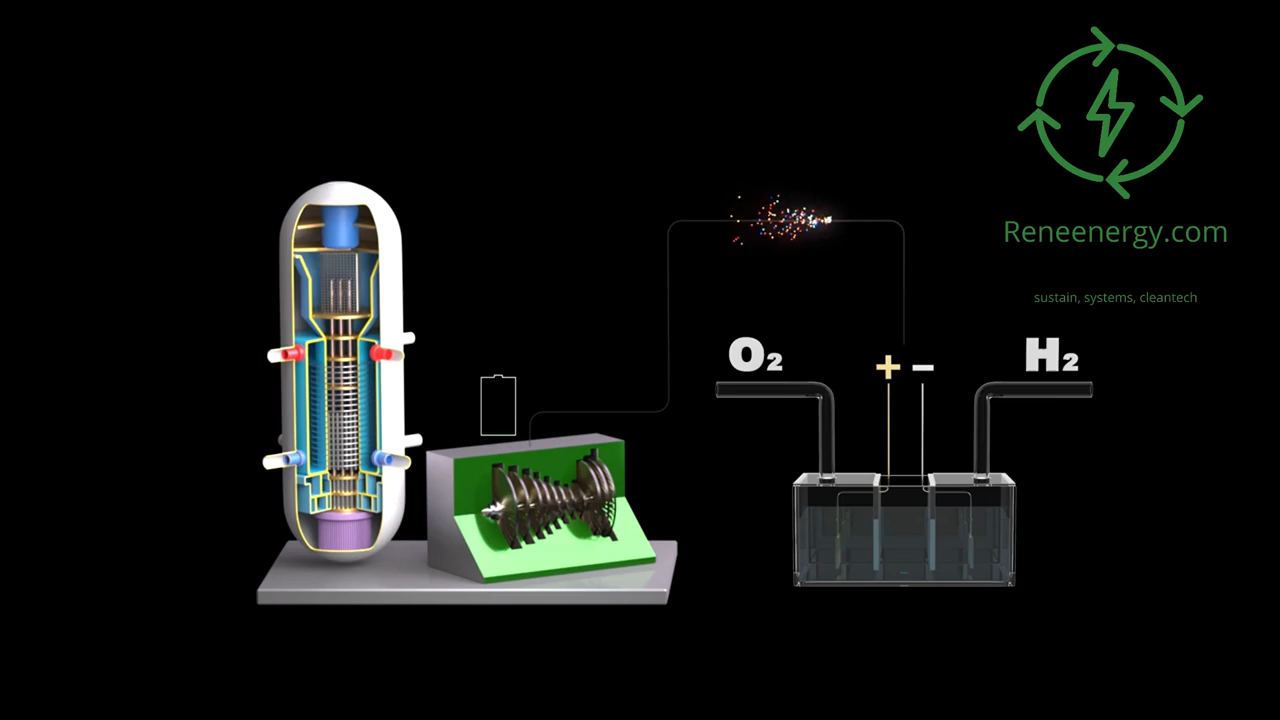 Reneenergy.com
sustain, systems, cleantech
O₂
+ −
H₂